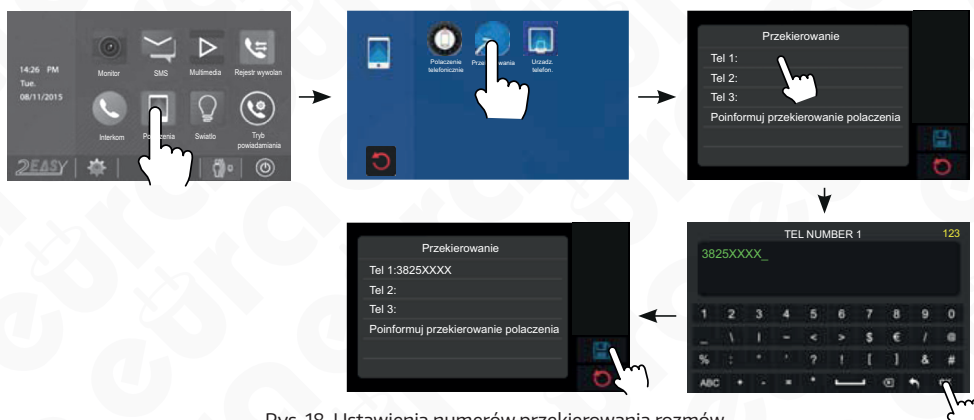 14:26 PM
Tue.
08/11/2015
Monitor
SMS
Multimedia
Rejestr wywolan
Interkom
Swiatlo
Tryb
powiadamiania
2EASY
Polaczenie
telefonicznie
Urzadz.
telefon.
Przekierowanie
Tel 1:
Tel 2:
Tel 3:
Poinformuj przekierowanie polaczenia
TEL NUMBER 1 123
3825XXXX_
1 2 3 4 5 6 7 8 9 0
_ \ | ~ < > $ € / @
% : " ' ? ! [ ] & #
ABC + - = *
OK
Przekierowanie
Tel 1:3825XXXX
Tel 2:
Tel 3:
Poinformuj przekierowanie polaczenia
Rys. 18. Ustawienia numerów przekierowania rozmów
eura